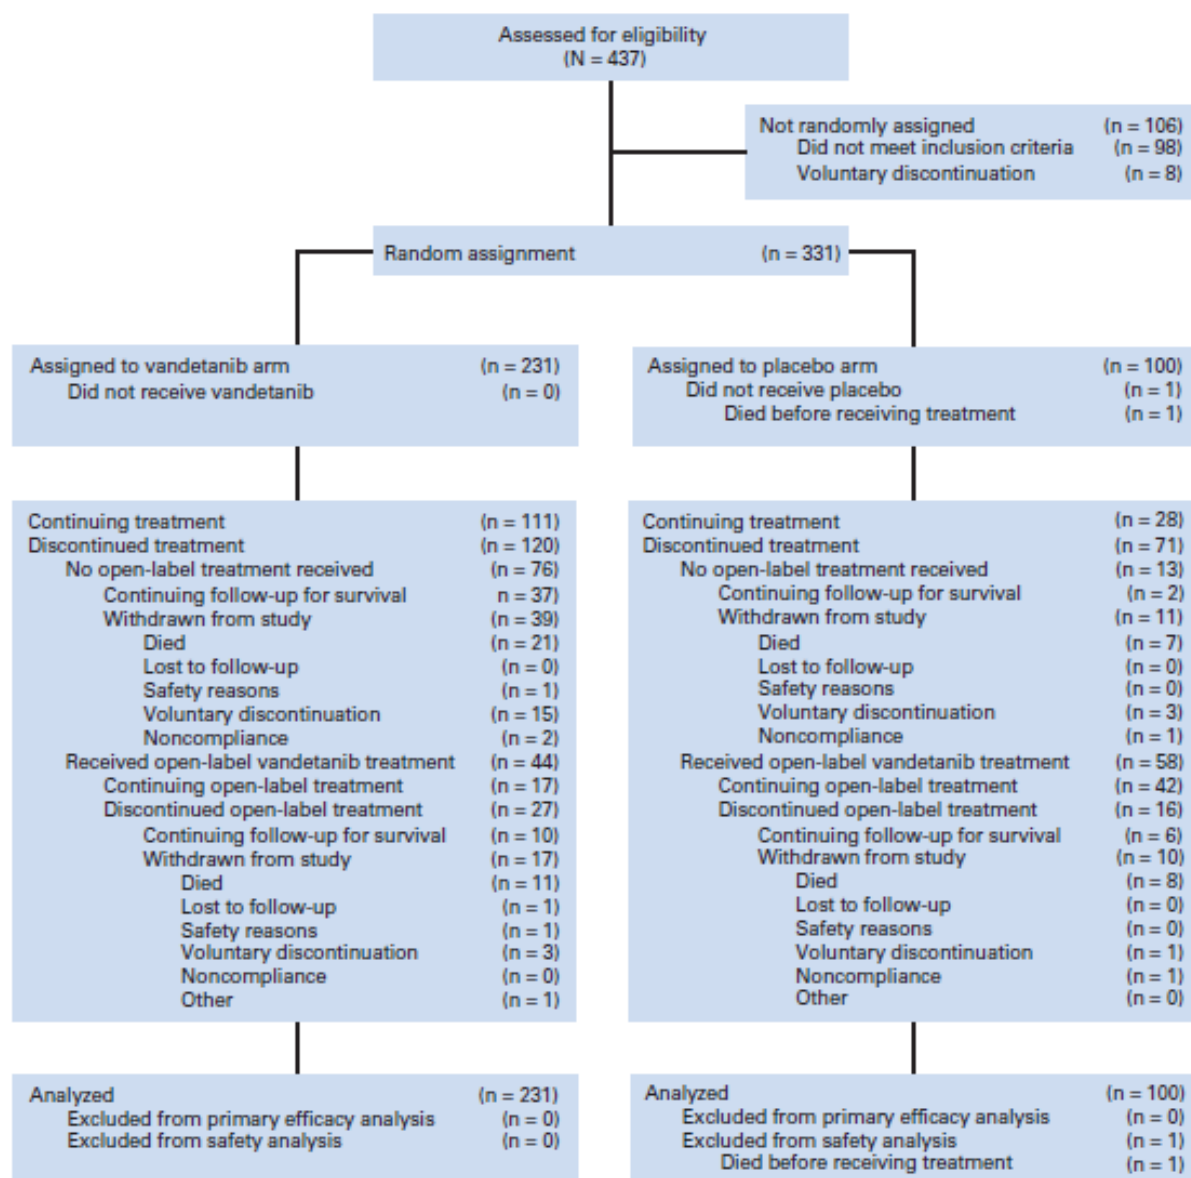 Assessed for eligibility
(N = 437)
Not randomly assigned (n = 106)
Did not meet inclusion criteria (n = 98)
Voluntary discontinuation (n = 8)
Random assignment (n = 331)
Assigned to vandetanib arm (n = 231)
Did not receive vandetanib (n = 0)
Assigned to placebo arm (n = 100)
Did not receive placebo (n = 1)
Died before receiving treatment (n = 1)
Continuing treatment (n = 111)
Discontinued treatment (n = 120)
No open-label treatment received (n = 76)
Continuing follow-up for survival n = 37)
Withdrawn from study (n = 39)
Died (n = 21)
Lost to follow-up (n = 0)
Safety reasons (n = 1)
Voluntary discontinuation (n = 15)
Noncompliance (n = 2)
Received open-label vandetanib treatment (n = 44)
Continuing open-label treatment (n = 17)
Discontinued open-label treatment (n = 27)
Continuing follow-up for survival (n = 10)
Withdrawn from study (n = 17)
Died (n = 11)
Lost to follow-up (n = 1)
Safety reasons (n = 1)
Voluntary discontinuation (n = 3)
Noncompliance (n = 0)
Other (n = 1)
Continuing treatment (n = 28)
Discontinued treatment (n = 71)
No open-label treatment received (n = 13)
Continuing follow-up for survival (n = 2)
Withdrawn from study (n = 11)
Died (n = 7)
Lost to follow-up (n = 0)
Safety reasons (n = 0)
Voluntary discontinuation (n = 3)
Noncompliance (n = 1)
Received open-label vandetanib treatment (n = 58)
Continuing open-label treatment (n = 42)
Discontinued open-label treatment (n = 16)
Continuing follow-up for survival (n = 6)
Withdrawn from study (n = 10)
Died (n = 8)
Lost to follow-up (n = 0)
Safety reasons (n = 0)
Voluntary discontinuation (n = 1)
Noncompliance (n = 1)
Other (n = 0)
Analyzed (n = 231)
Excluded from primary efficacy analysis (n = 0)
Excluded from safety analysis (n = 0)
Analyzed (n = 100)
Excluded from primary efficacy analysis (n = 0)
Excluded from safety analysis (n = 1)
Died before receiving treatment (n = 1)